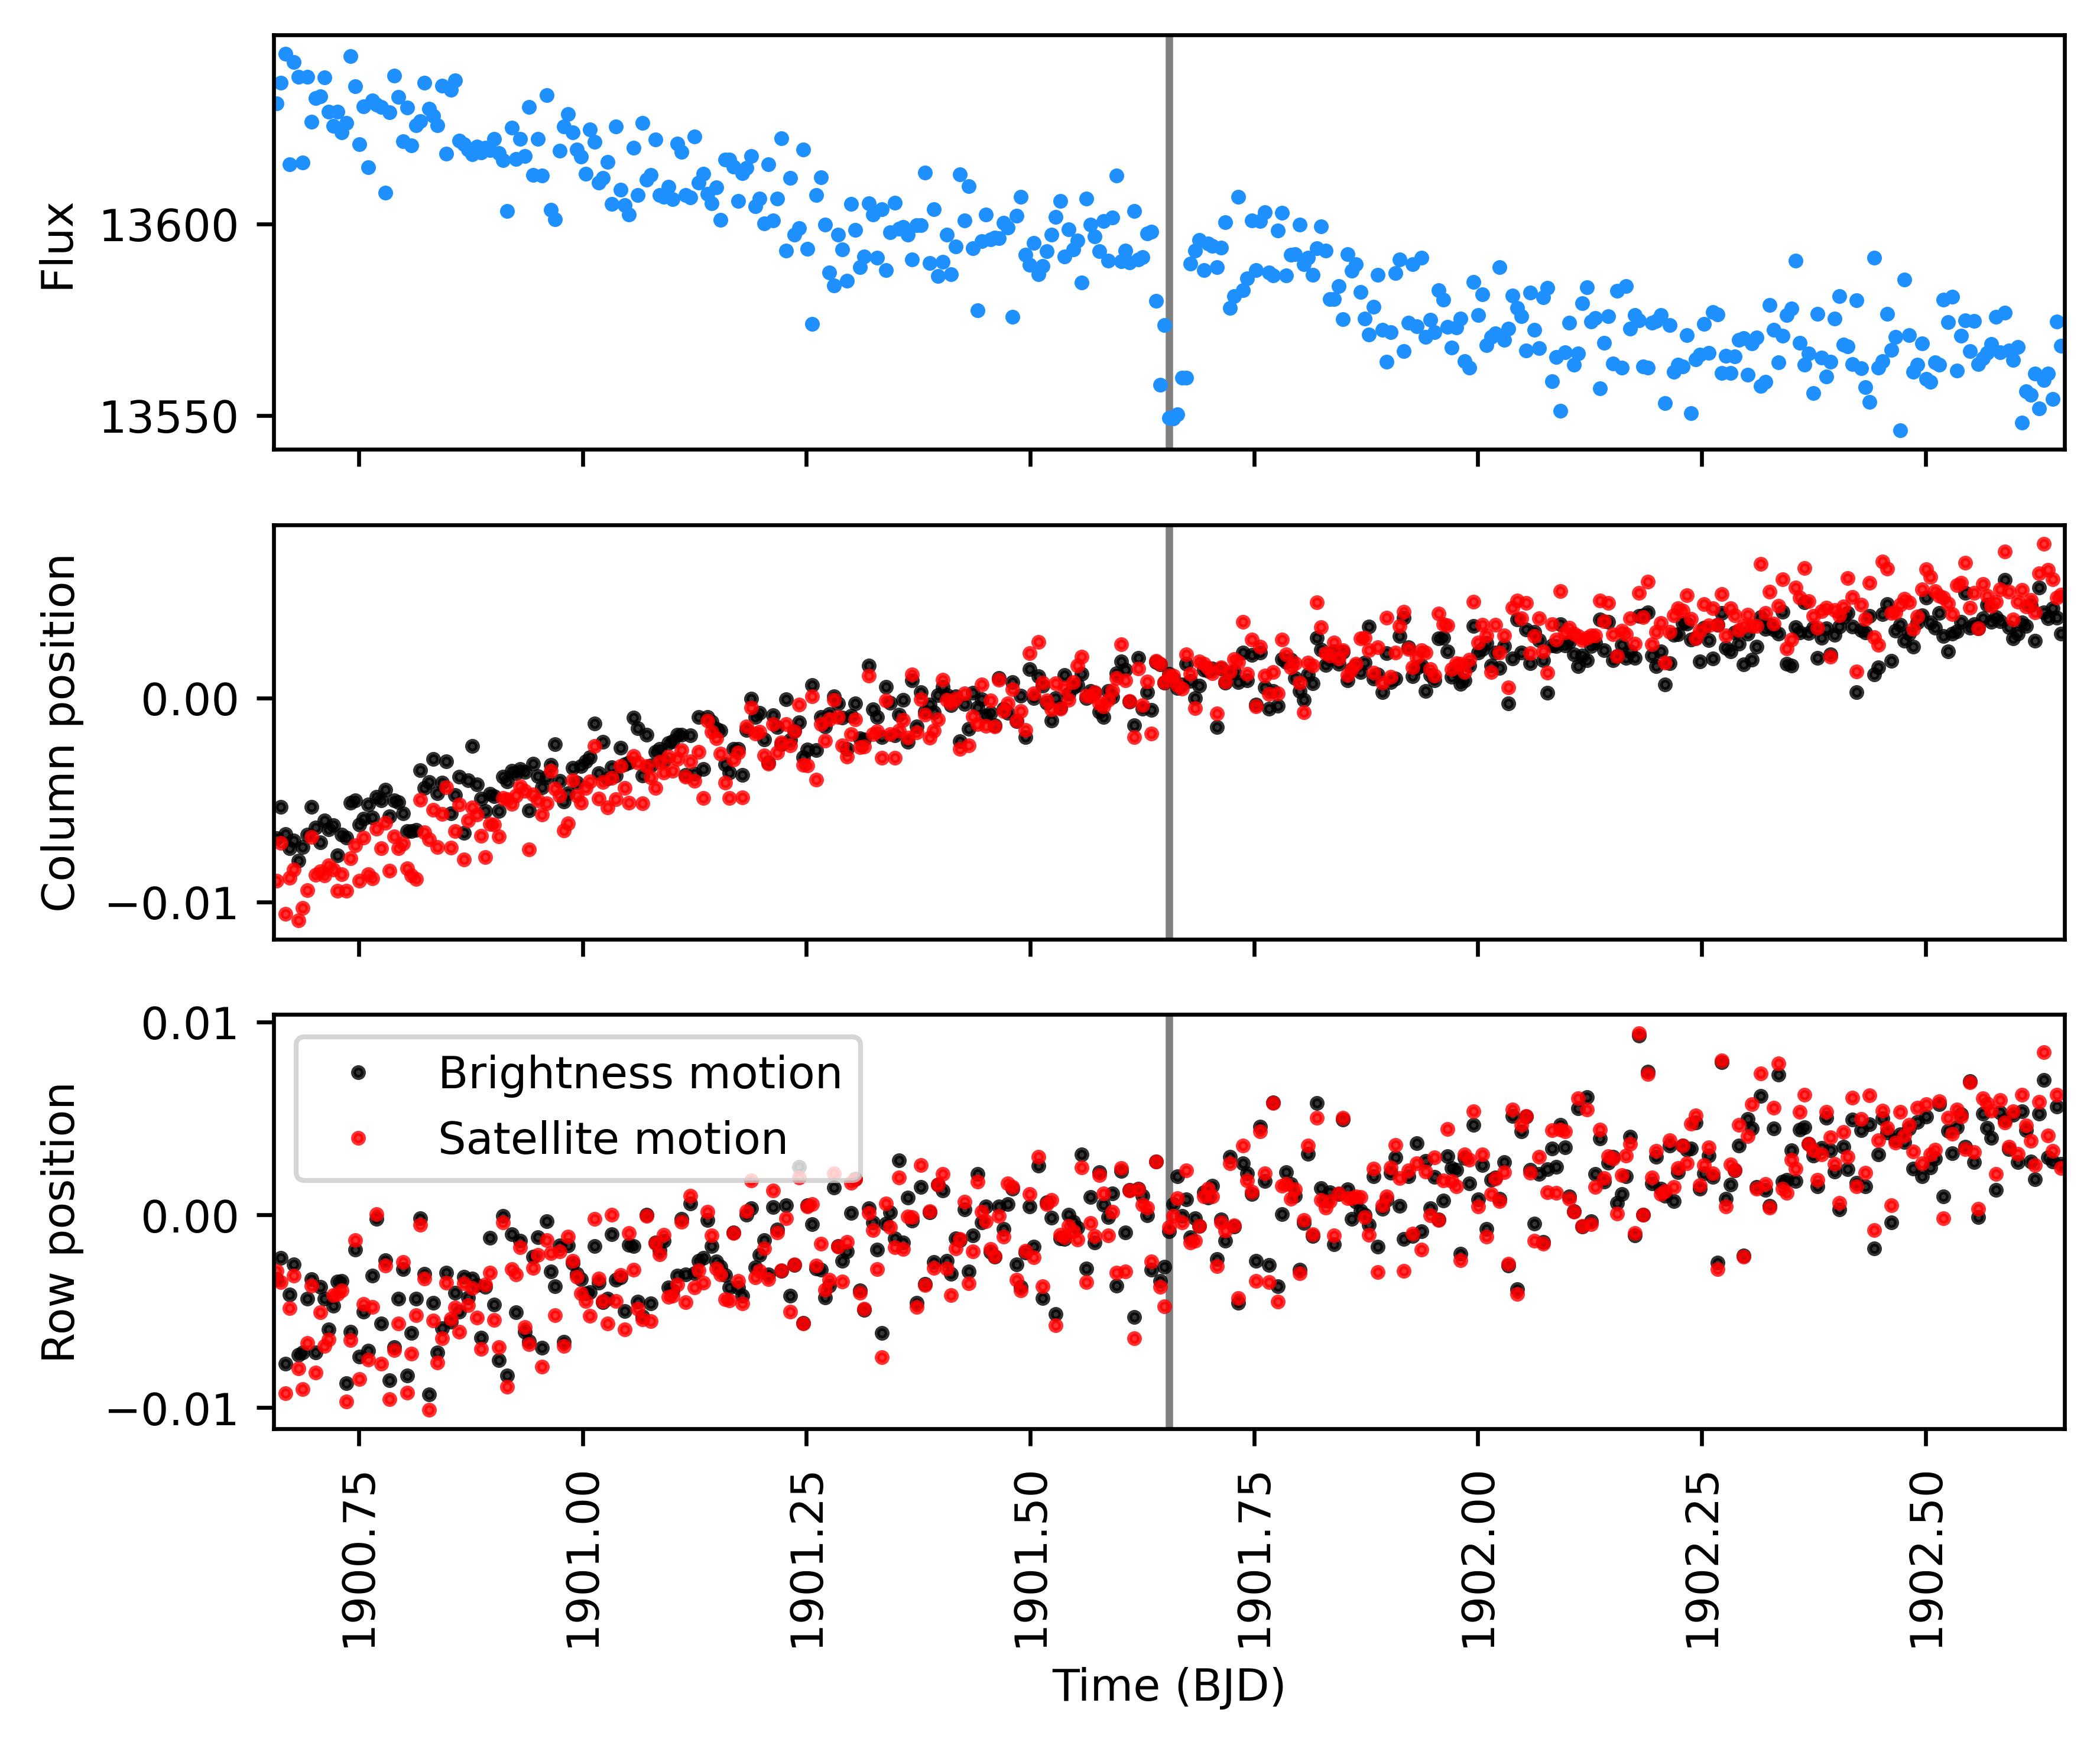 Flux
13600
13550
Column position
0.00
−0.01
Row position
0.01
0.00
−0.01
Brightness motion
Satellite motion
1900.75
1901.00
1901.25
1901.50
1901.75
1902.00
1902.25
1902.50
Time (BJD)